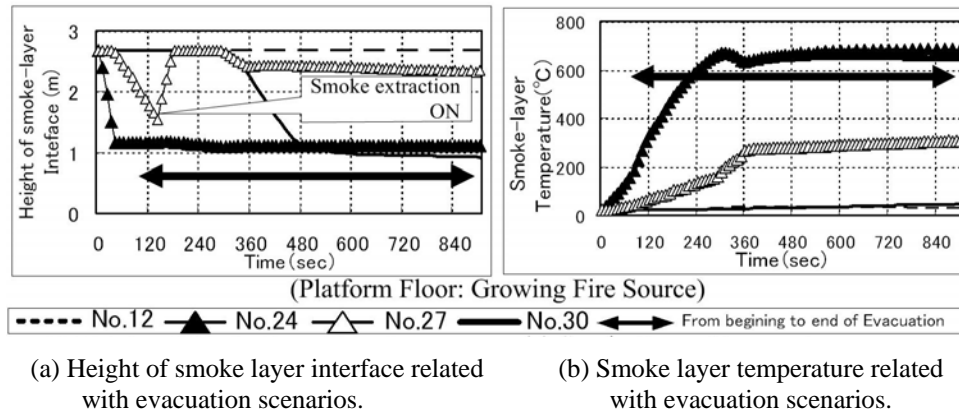 (a)
3
2
1
0
Height of smoke-layer
Inteface (m)
Smoke extraction
ON
0 120 240 360 480 600 720 840
Time(sec)
(b)
800
600
400
200
0
Smoke-layer
Temperature(℃)
0 120 240 360 480 600 720 840
Time(sec)
(Platform Floor: Growing Fire Source)
No.12 No.24 No.27 No.30 From begining to end of Evacuation
(a) Height of smoke layer interface related
with evacuation scenarios.
(b) Smoke layer temperature related
with evacuation scenarios.